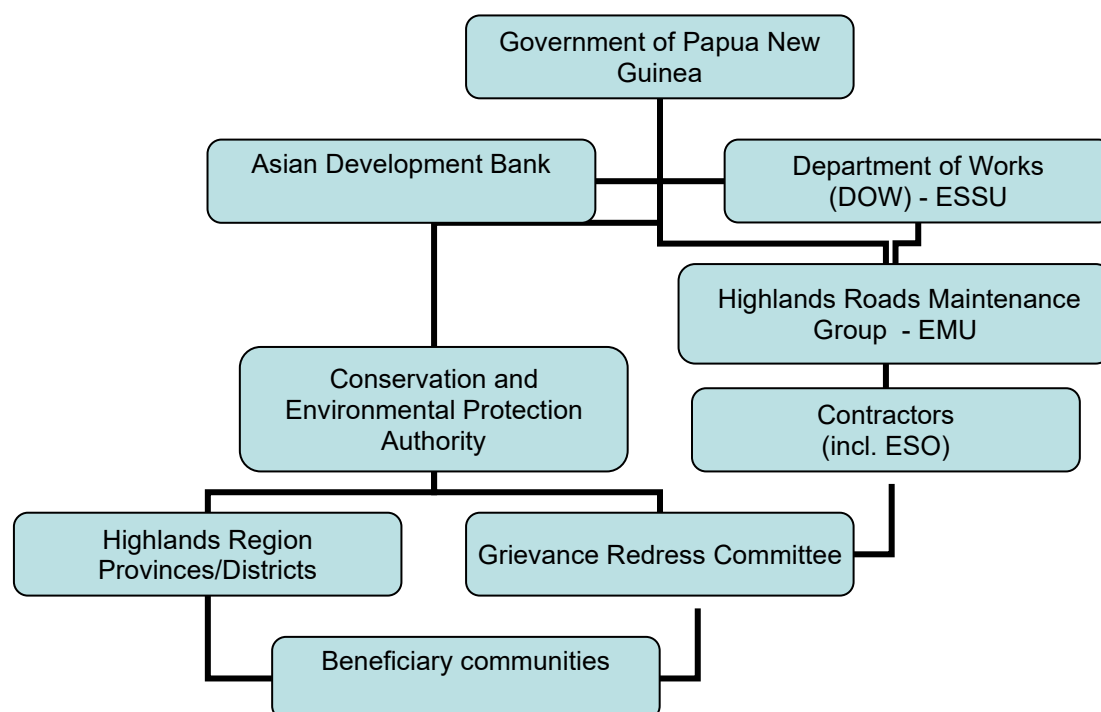 Government of Papua New
Guinea
Asian Development Bank
Department of Works
(DOW) - ESSU
Highlands Roads Maintenance
Group  - EMU
Conservation and
Environmental Protection
Authority
Contractors
(incl. ESO)
Highlands Region
Provinces/Districts
Grievance Redress Committee
Beneficiary communities